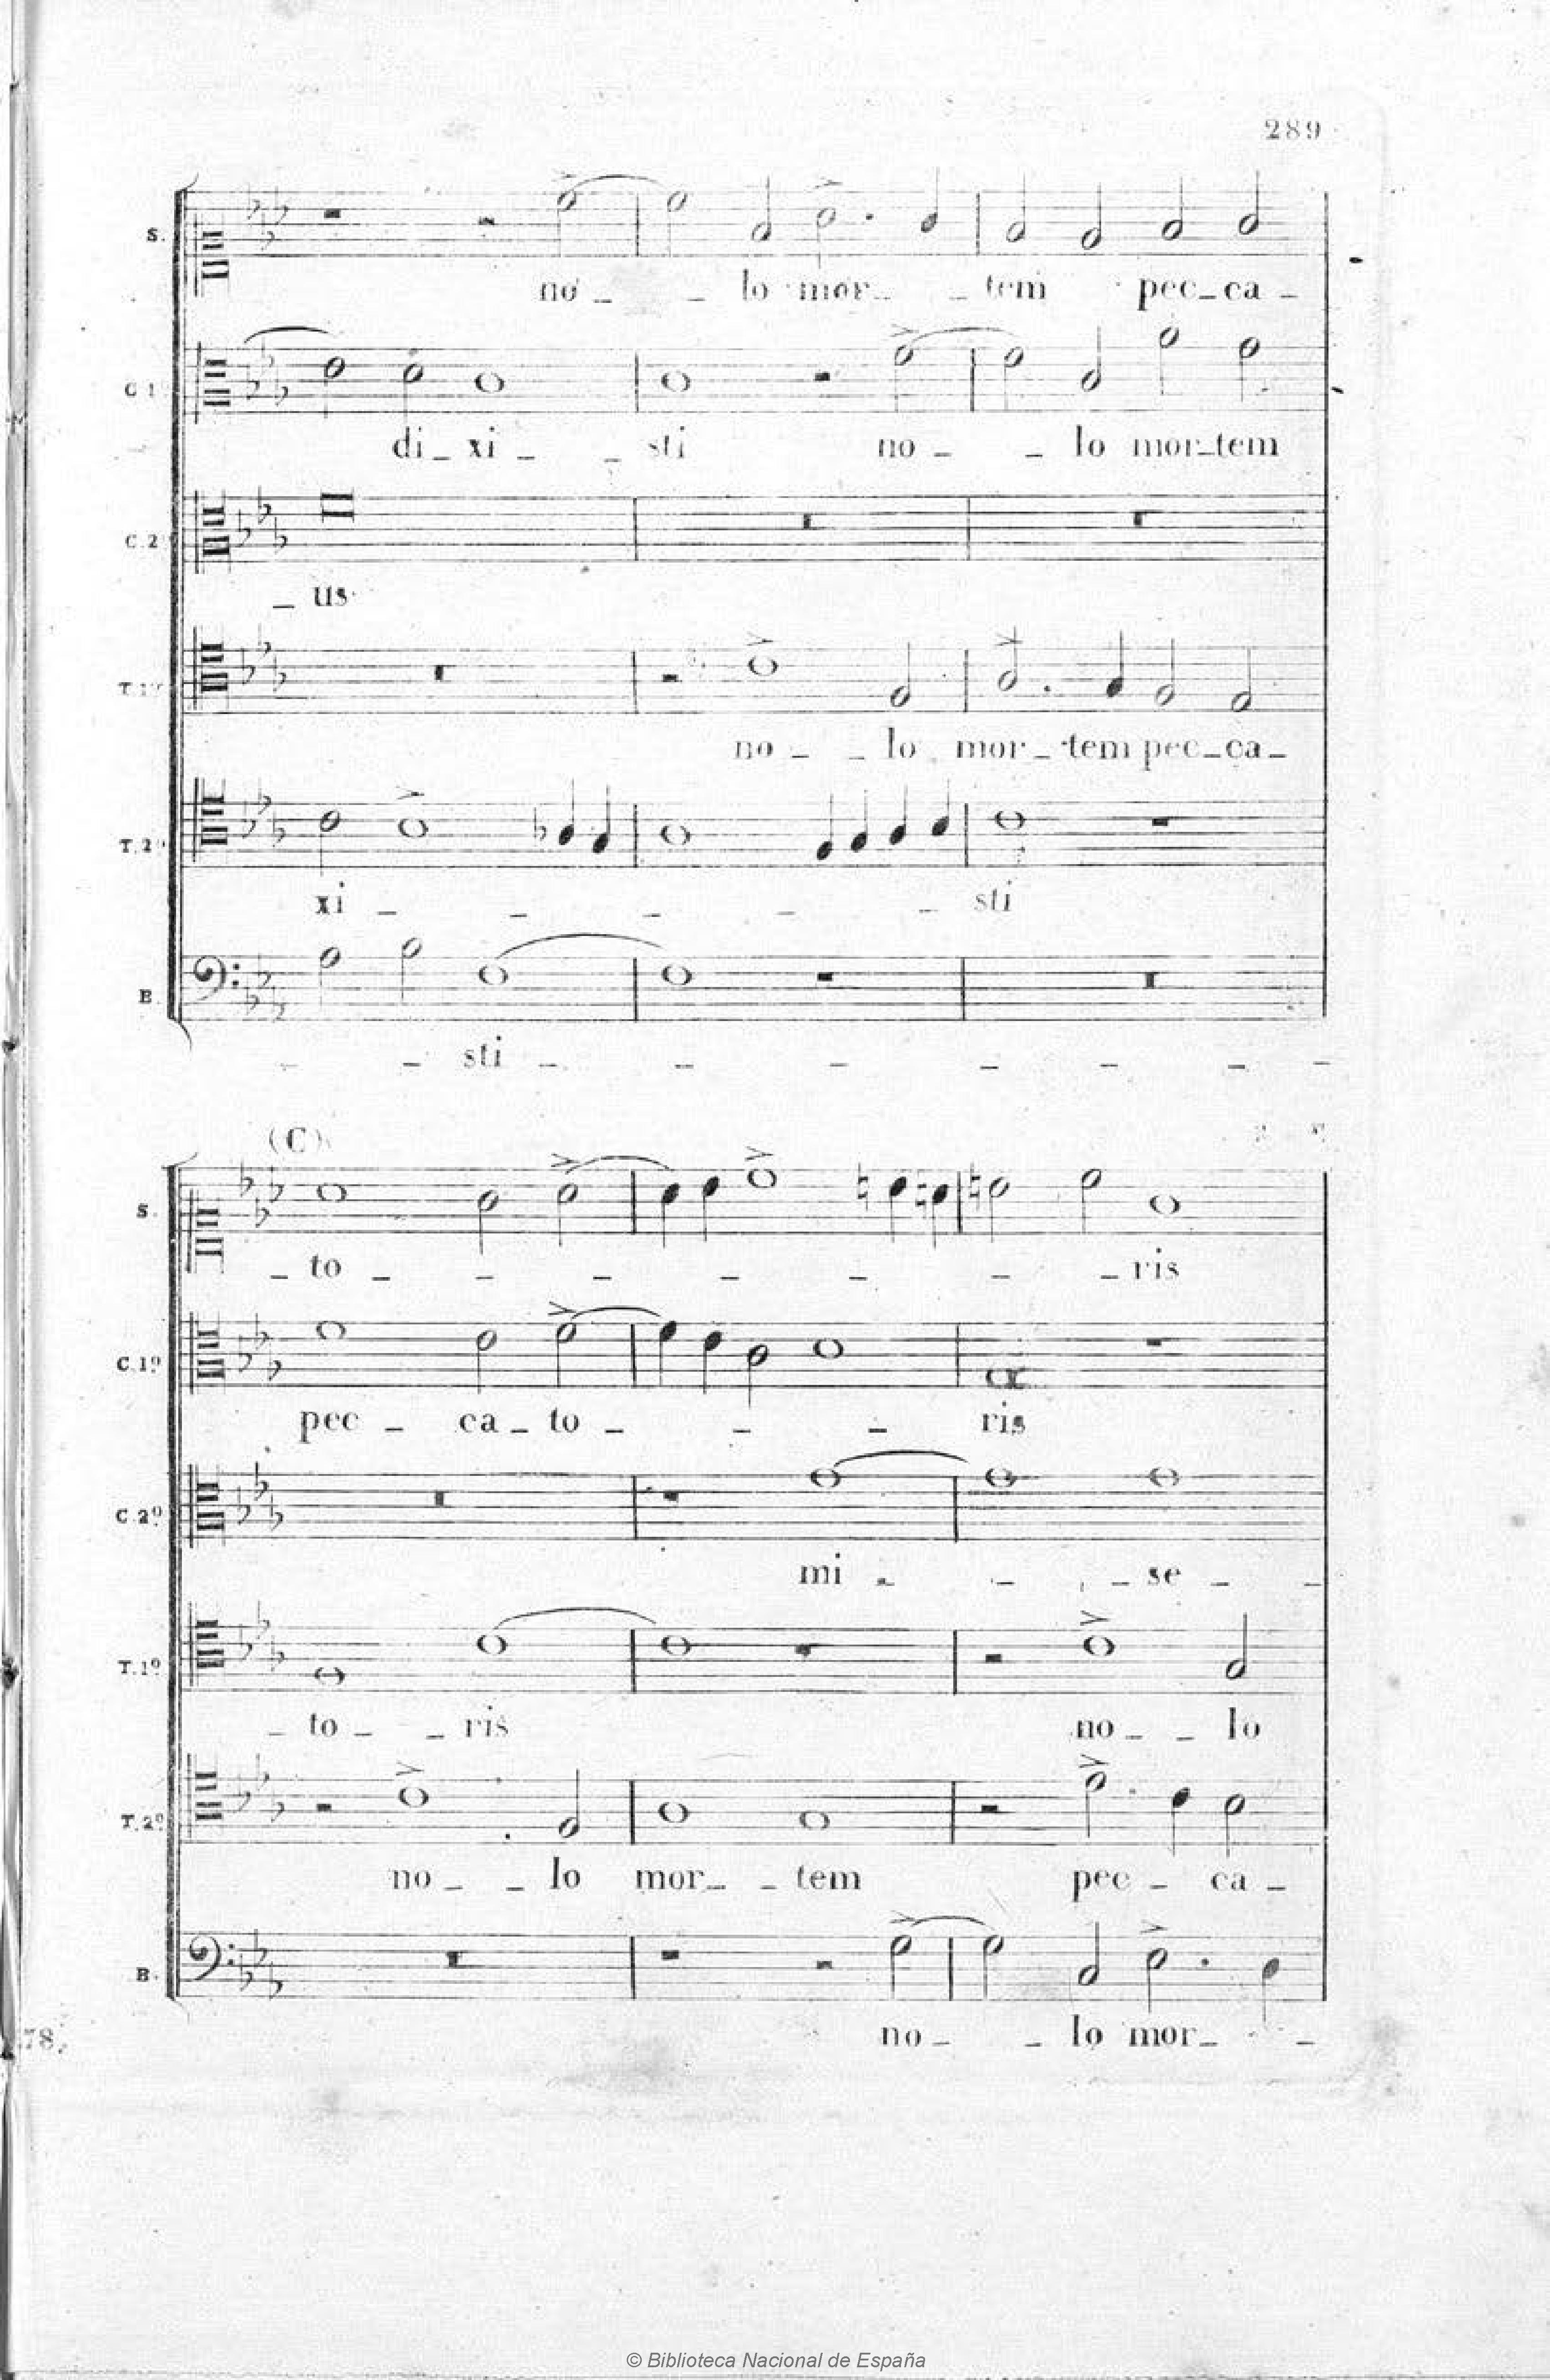 289
S.
no _ _ lo mor _ _ tem pec _ ca _
C 1
di _ xi _ _ sti no _ _ lo mor _ tem
C.2
_ us
T.1º
no _ _ lo mor _ tem pec _ ca _
T.2º
xi _ _ _ _ _ sti
B.
_ _ sti _ _ _ _ _ _ _
(C)
S.
_ to _ _ _ _ _ _ _ ris
C.1º
pec _ ca _ to _ _ _ ris
C.2º
mi _ _ _ se _ _
T.1º
_ to _ _ ris no _ _ lo
T.2º
no _ _ lo mor _ _ tem pec _ ca _
B.
no _ _ lo mor _ _
78,
© Biblioteca Nacional de España